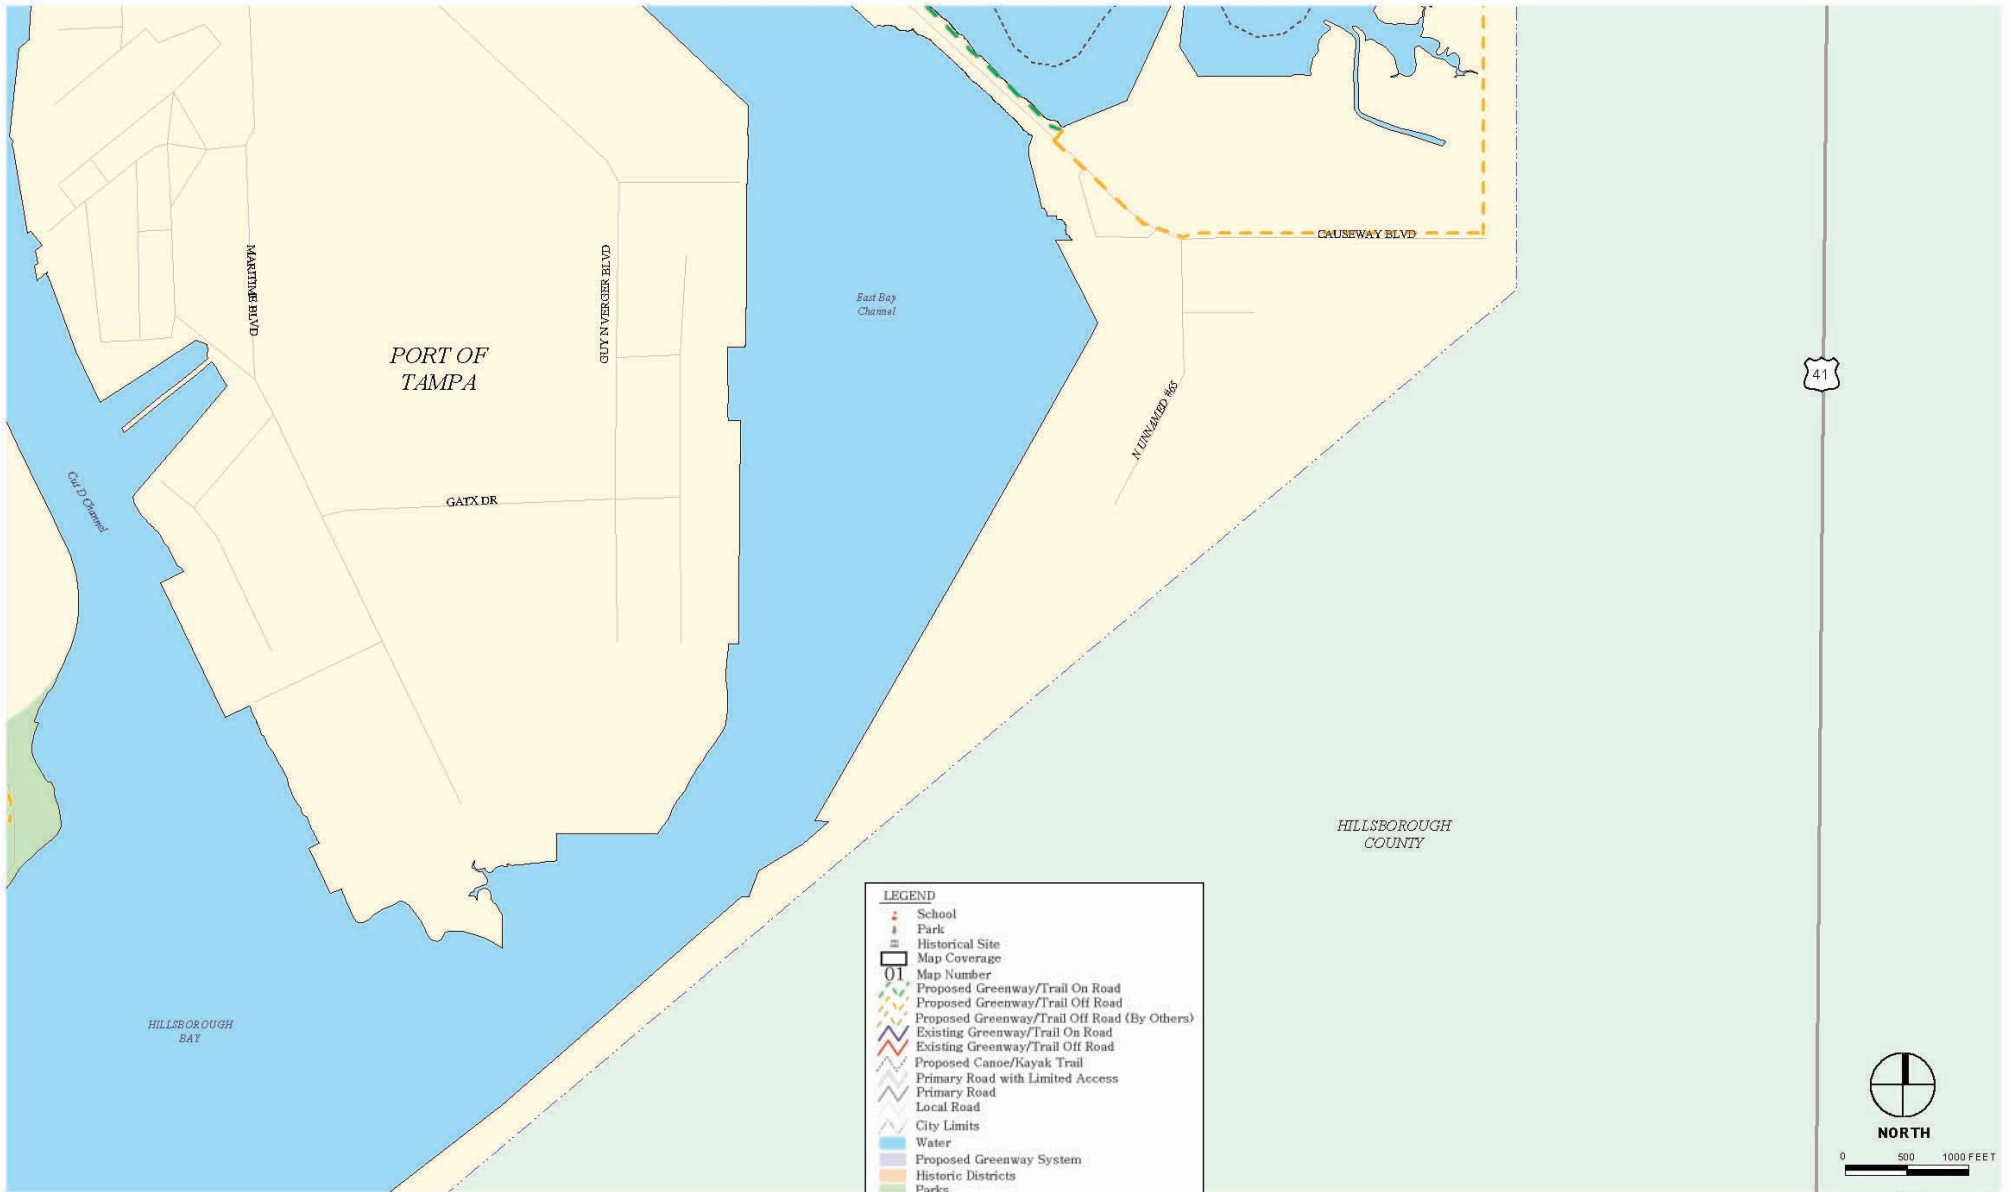 CAUSEWAY BLVD
MARITIME BLVD
GUY N VERGER BLVD
East Bay
Channel
PORT OF
TAMPA
41
N UNNAMED #65
Cut D Channel
GATX DR
HILLSBOROUGH
COUNTY
HILLSBOROUGH
BAY
LEGEND
School
Park
Historical Site
Map Coverage
01 Map Number
Proposed Greenway/Trail On Road
Proposed Greenway/Trail Off Road
Proposed Greenway/Trail Off Road (By Others)
Existing Greenway/Trail On Road
Existing Greenway/Trail Off Road
Proposed Canoe/Kayak Trail
Primary Road with Limited Access
Primary Road
Local Road
City Limits
Water
Proposed Greenway System
Historic Districts
Parks
NORTH
0 500 1000 FEET